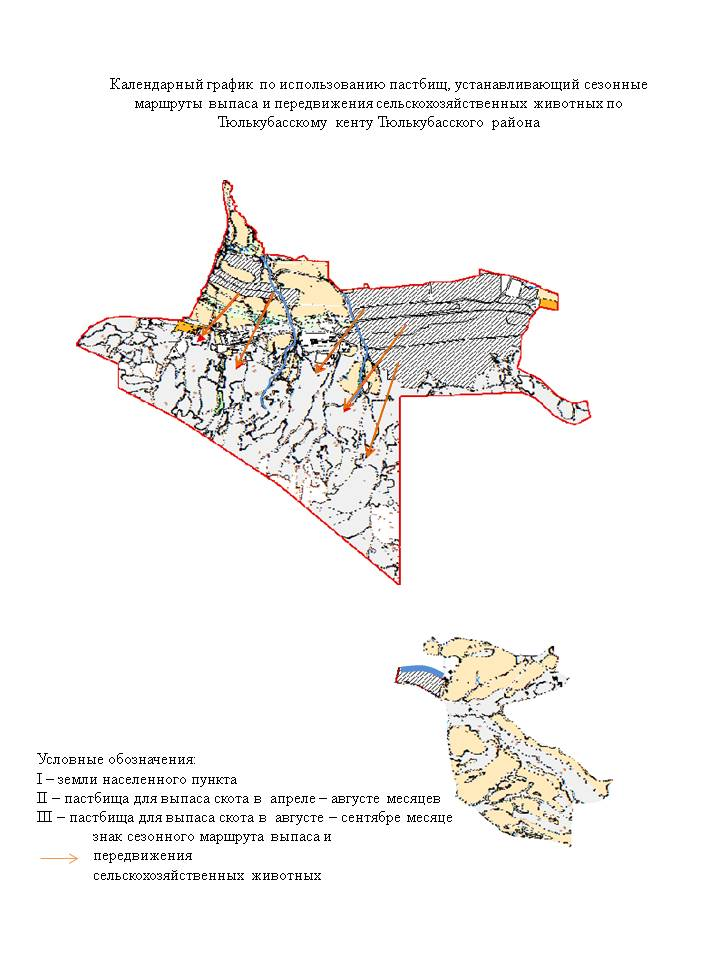 Календарный график по использованию пастбищ, устанавливающий сезонные
маршруты выпаса и передвижения сельскохозяйственных животных по
Тюлькубасскому кенту Тюлькубасского района
Условные обозначения:
I – земли населенного пункта
II – пастбища для выпаса скота в апреле – августе месяцев
III – пастбища для выпаса скота в августе – сентябре месяце
знак сезонного маршрута выпаса и
передвижения
сельскохозяйственных животных